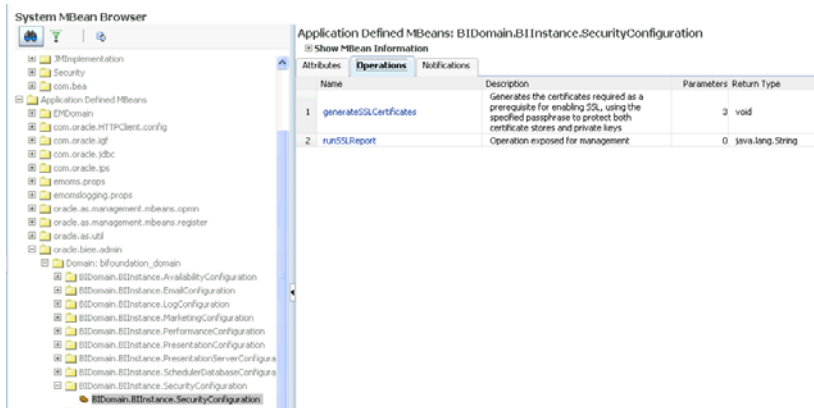 System MBean Browser
JMImplementation
Security
com.bea
Application Defined MBeans
EMDomain
com.oracle.HTTPClient.config
com.oracle.igf
com.oracle.jdbc
com.oracle.jps
emoms.props
emomslogging.props
oracle.as.management.mbeans.opmn
oracle.as.management.mbeans.register
oracle.as.util
oracle.biee.admin
Domain: bifoundation_domain
BIDomain.BIInstance.AvailabilityConfiguration
BIDomain.BIInstance.EmailConfiguration
BIDomain.BIInstance.LogConfiguration
BIDomain.BIInstance.MarketingConfiguration
BIDomain.BIInstance.PerformanceConfiguration
BIDomain.BIInstance.PresentationConfiguration
BIDomain.BIInstance.PresentationServerConfigura
BIDomain.BIInstance.SchedulerDatabaseConfigura
BIDomain.BIInstance.SecurityConfiguration
BIDomain.BIInstance.SecurityConfiguration
Application Defined MBeans: BIDomain.BIInstance.SecurityConfiguration
Show MBean Information
Attributes Operations Notifications
Name Description Parameters Return Type
1 generateSSLCertificates Generates the certificates required as a prerequisite for enabling SSL, using the specified passphrase to protect both certificate stores and private keys 3 void
2 runSSLReport Operation exposed for management 0 java.lang.String